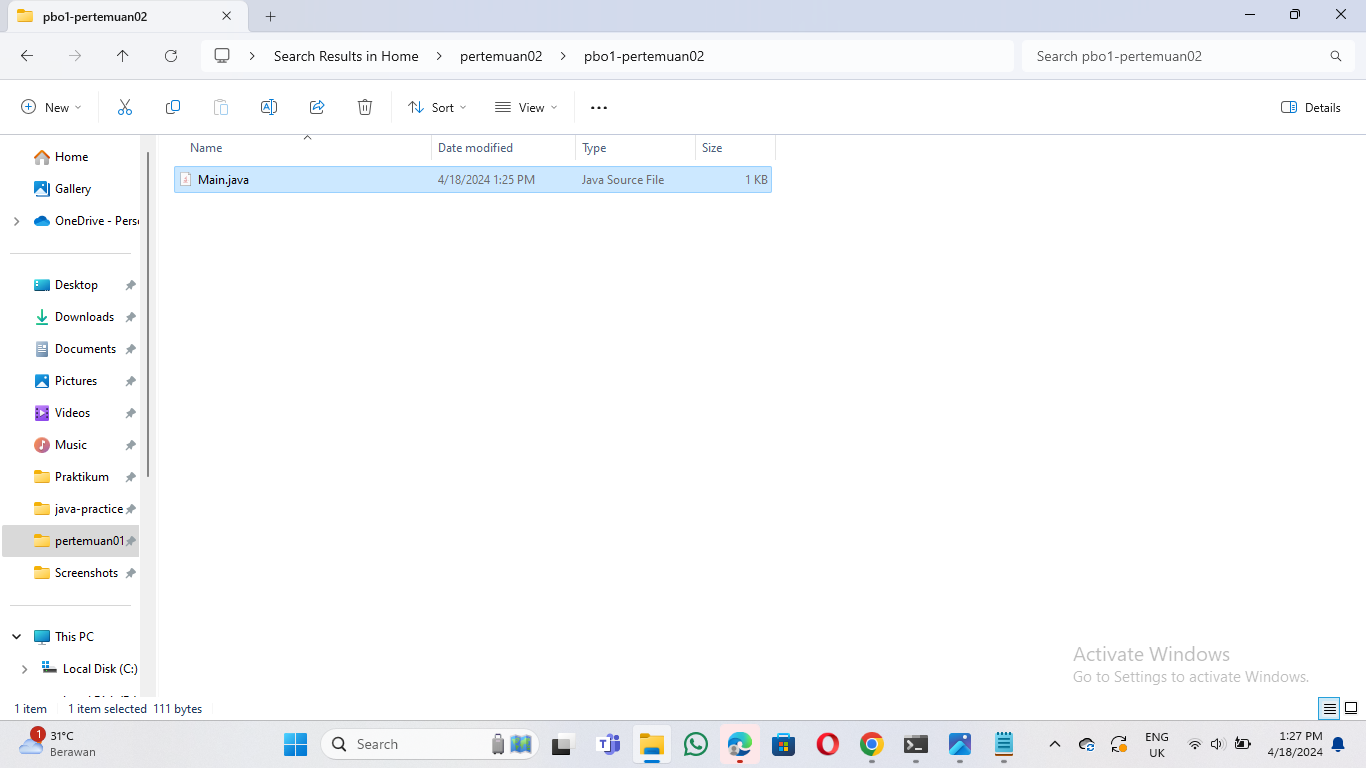 pbo1-pertemuan02
Search Results in Home
pertemuan02
pbo1-pertemuan02
Search pbo1-pertemuan02
New
Sort
View
Details
Name
Date modified
Type
Size
Main.java
4/18/2024 1:25 PM
Java Source File
1 KB
Home
Gallery
OneDrive - Pers
Desktop
Downloads
Documents
Pictures
Videos
Music
Praktikum
java-practice
pertemuan01
Screenshots
This PC
Local Disk (C:)
Activate Windows
Go to Settings to activate Windows.
1 item
1 item selected 111 bytes
1
31°C
Berawan
Search
ENG
UK
1:27 PM
4/18/2024